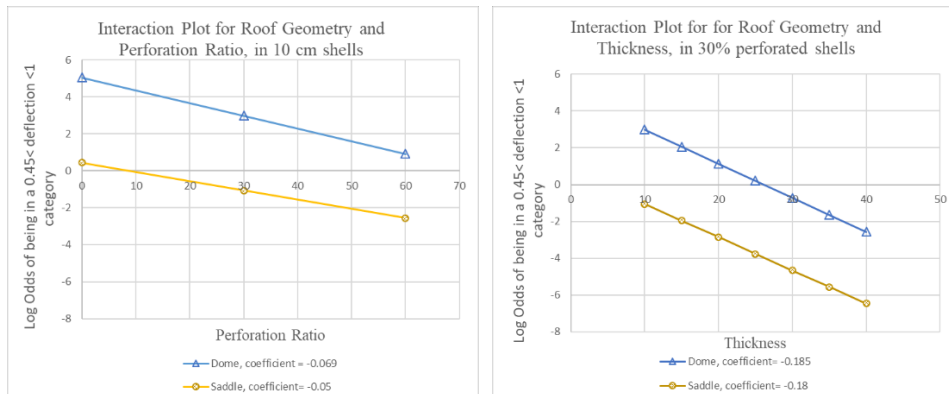 Interaction Plot for Roof Geometry and
Perforation Ratio, in 10 cm shells
Log Odds of being in a 0.45< deflection <1
category
6
4
2
0
-2
-4
-6
-8
0 10 20 30 40 50 60 70
Perforation Ratio
Dome, coefficient = -0.069
Saddle, coefficient= -0.05
Interaction Plot for for Roof Geometry and
Thickness, in 30% perforated shells
Log Odds of being in a 0.45< deflection <1
category
6
4
2
0
-2
-4
-6
-8
0 10 20 30 40 50
Thickness
Dome, coefficient = -0.185
Saddle, coefficient= -0.18